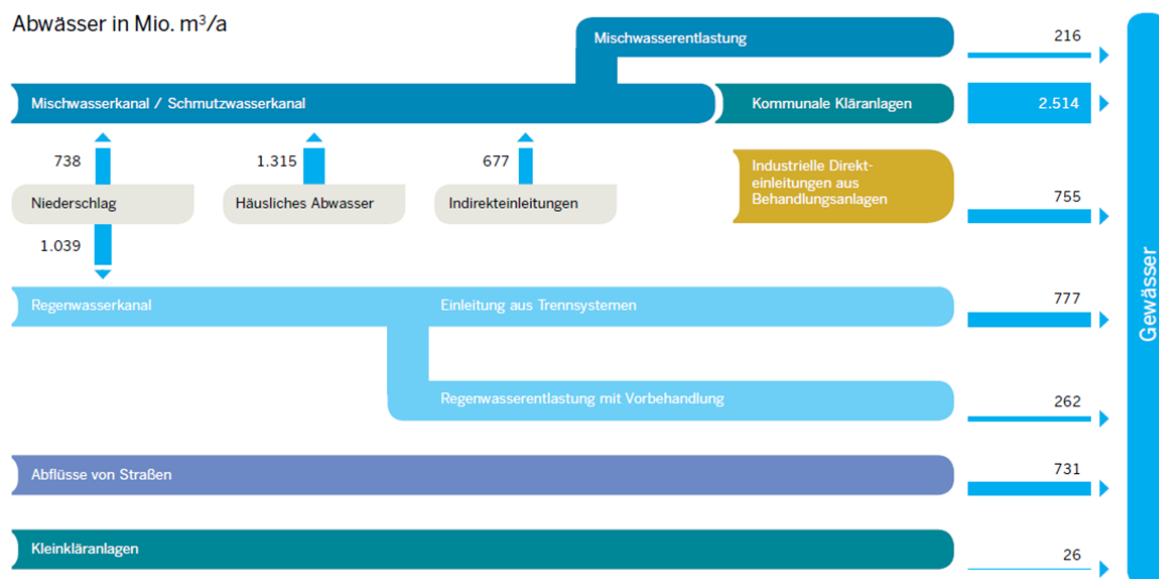 Abwässer in Mio. m³/a
Mischwasserentlastung
216
Mischwasserkanal / Schmutzwasserkanal
Kommunale Kläranlagen
2.514
738
1.315
677
Industrielle Direkt-
einleitungen aus
Behandlungsanlagen
755
Niederschlag
Häusliches Abwasser
Indirekteinleitungen
1.039
Regenwasserkanal
Einleitung aus Trennsystemen
777
Regenwasserentlastung mit Vorbehandlung
262
Abflüsse von Straßen
731
Kleinkläranlagen
26
Gewässer